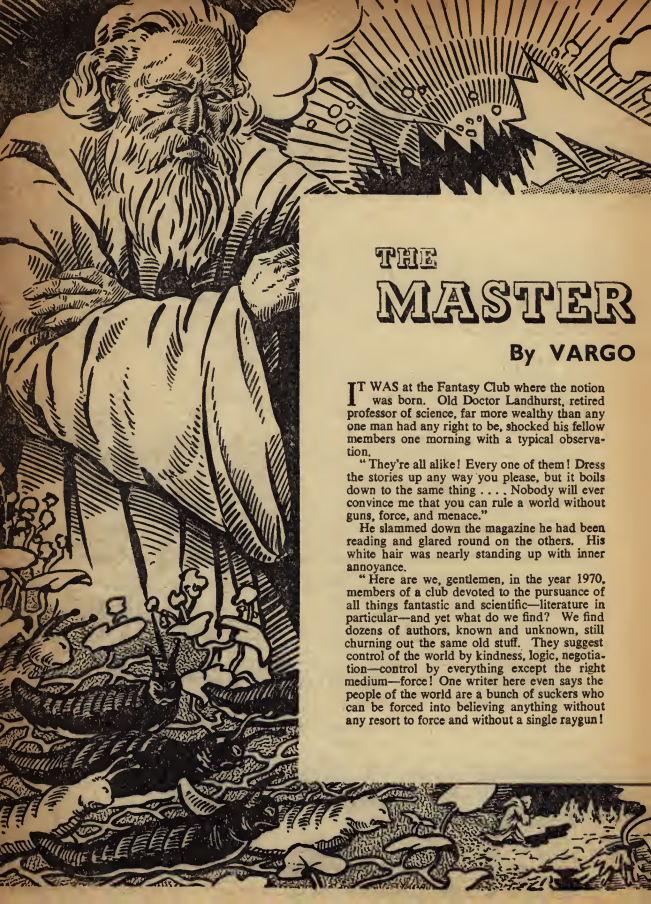 THE
MASTER
By VARGO
IT WAS at the Fantasy Club where the notion
was born. Old Doctor Landhurst, retired
professor of science, far more wealthy than any
one man had any right to be, shocked his fellow
members one morning with a typical observa-
tion.
“They're all alike! Every one of them! Dress
the stories up any way you please, but it boils
down to the same thing . . . . Nobody will ever
convince me that you can rule a world without
guns, force, and menace.”
He slammed down the magazine he had been
reading and glared round on the others. His
white hair was nearly standing up with inner
annoyance.
“Here are we, gentlemen, in the year 1970,
members of a club devoted to the pursuance of
all things fantastic and scientific—literature in
particular—and yet what do we find? We find
dozens of authors, known and unknown, still
churning out the same old stuff. They suggest
control of the world by kindness, logic, negotia-
tion—control by everything except the right
medium—force! One writer here even says the
people of the world are a bunch of suckers who
can be forced into believing anything without
any resort to force and without a single raygun!